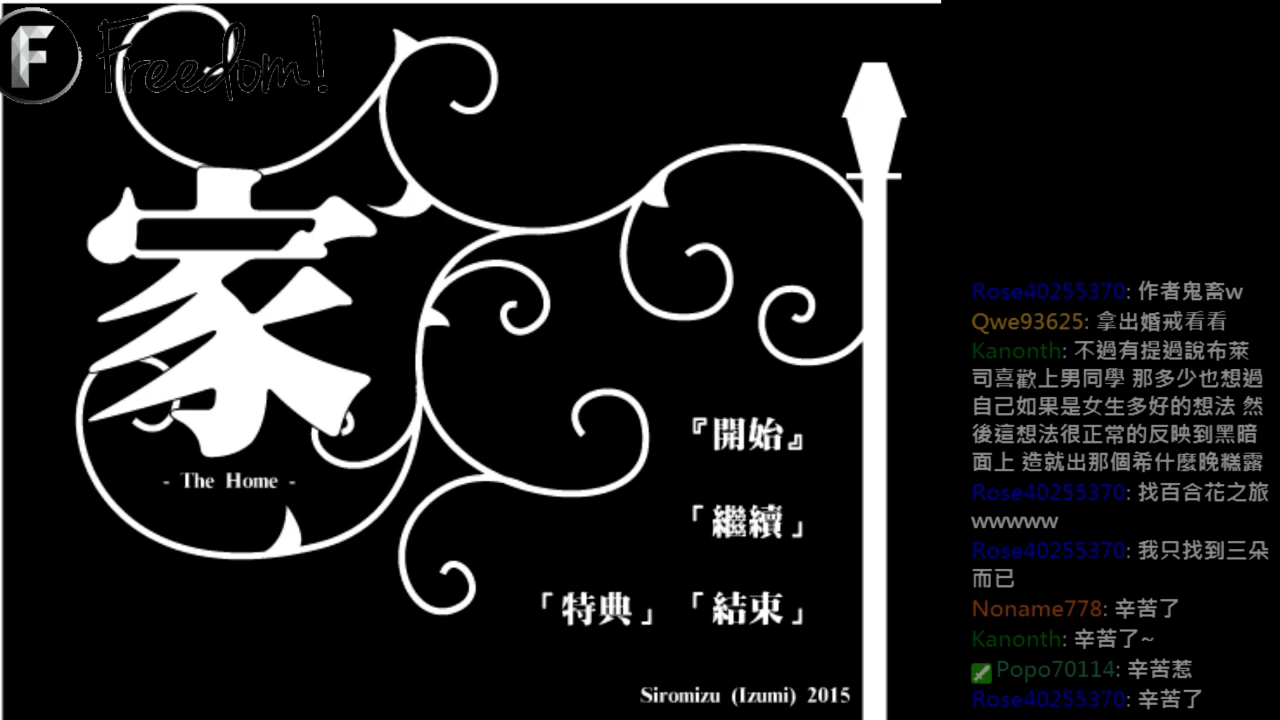 F Freedom!
家
- The Home -
『開始』
「繼續」
「特典」「結束」
Siromizu (Izumi) 2015
Rose40255370: 作者鬼畜w
Qwe93625: 拿出婚戒看看
Kanonth: 不過有提過說布萊
司喜歡上男同學 那多少也想過
自己如果是女生多好的想法 然
後這想法很正常的反映到黑暗
面上 造就出那個希什麼晚糕露
Rose40255370: 找百合花之旅
wwwww
Rose40255370: 我只找到三朵
而已
Noname778: 辛苦了
Kanonth: 辛苦了~
Popo70114: 辛苦惹
Rose40255370: 辛苦了